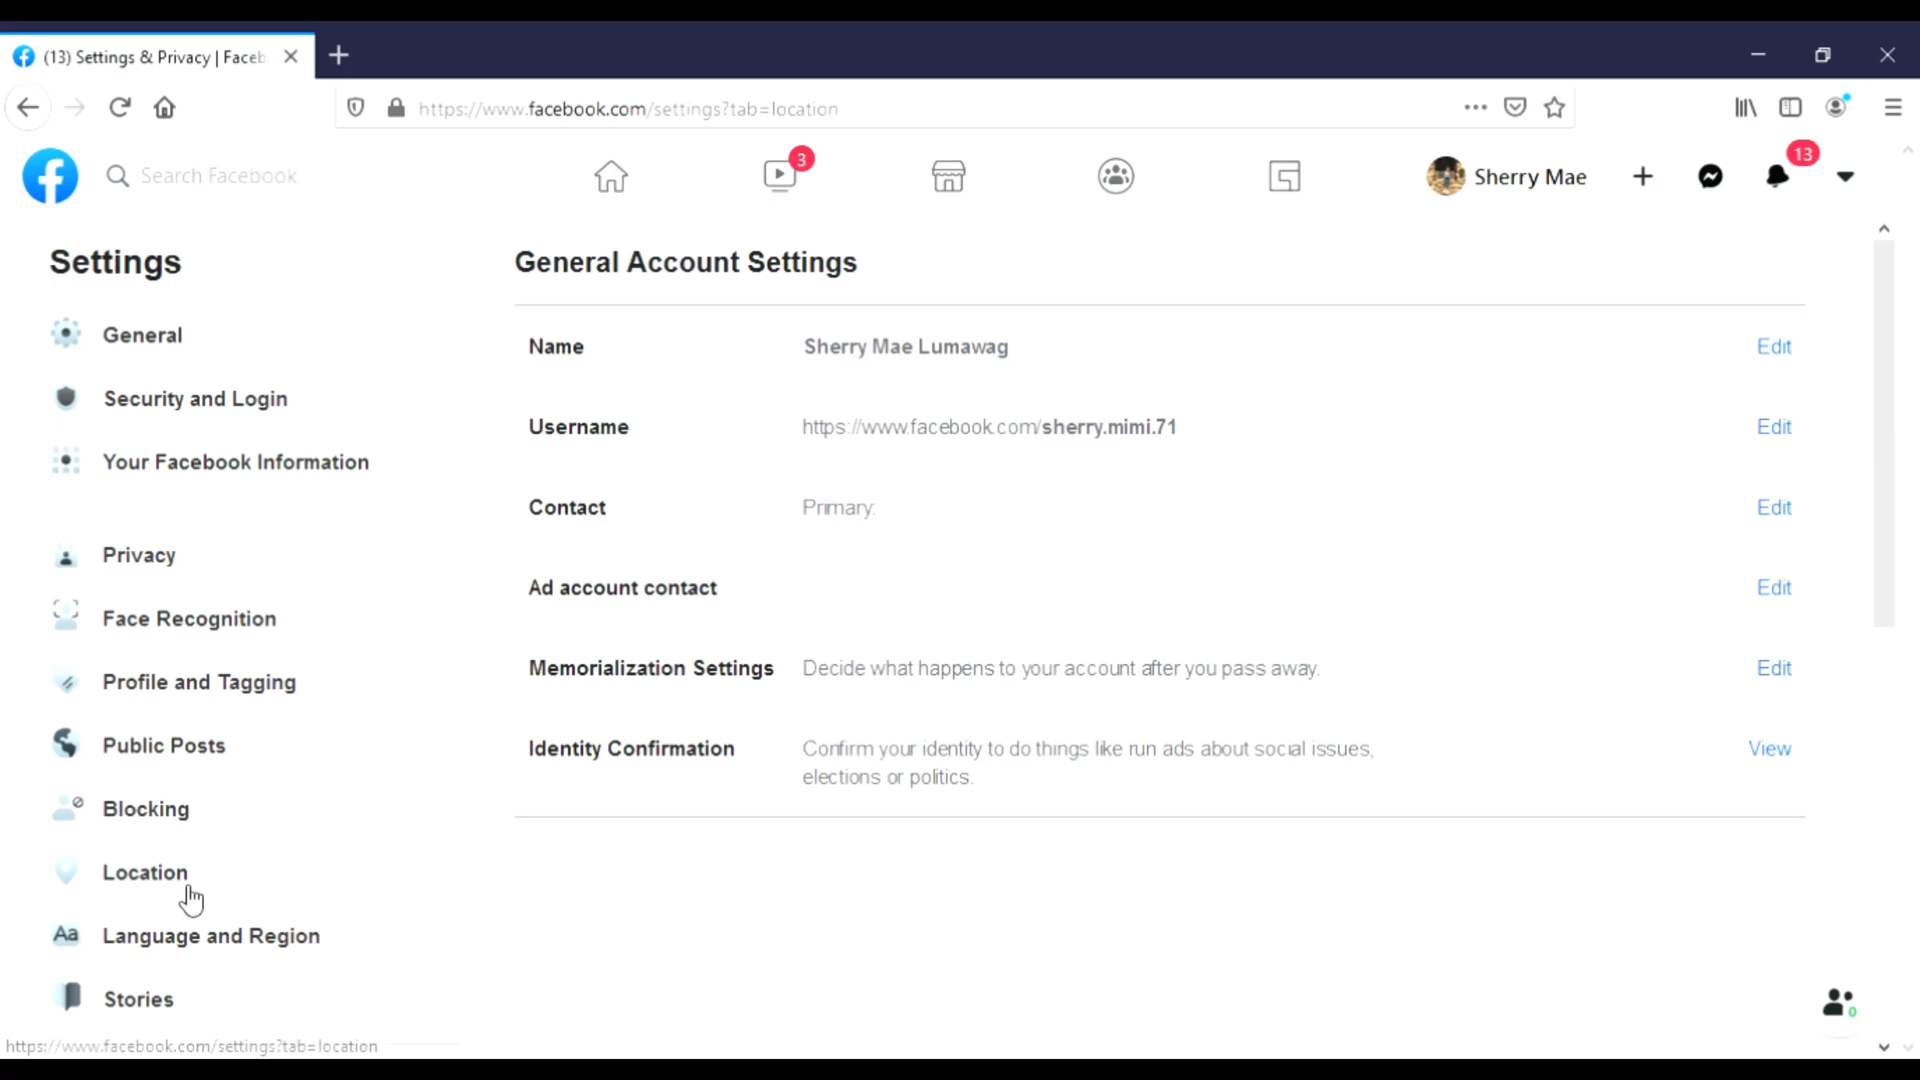 (13) Settings & Privacy | Faceb
https://www.facebook.com/settings?tab=location
Search Facebook
3
Sherry Mae
13
Settings
General
Security and Login
Your Facebook Information
Privacy
Face Recognition
Profile and Tagging
Public Posts
Blocking
Location
Aa Language and Region
Stories
General Account Settings
Name Sherry Mae Lumawag Edit
Username https://www.facebook.com/sherry.mimi.71 Edit
Contact Primary: Edit
Ad account contact Edit
Memorialization Settings Decide what happens to your account after you pass away. Edit
Identity Confirmation Confirm your identity to do things like run ads about social issues, View
elections or politics.
0
https://www.facebook.com/settings?tab=location